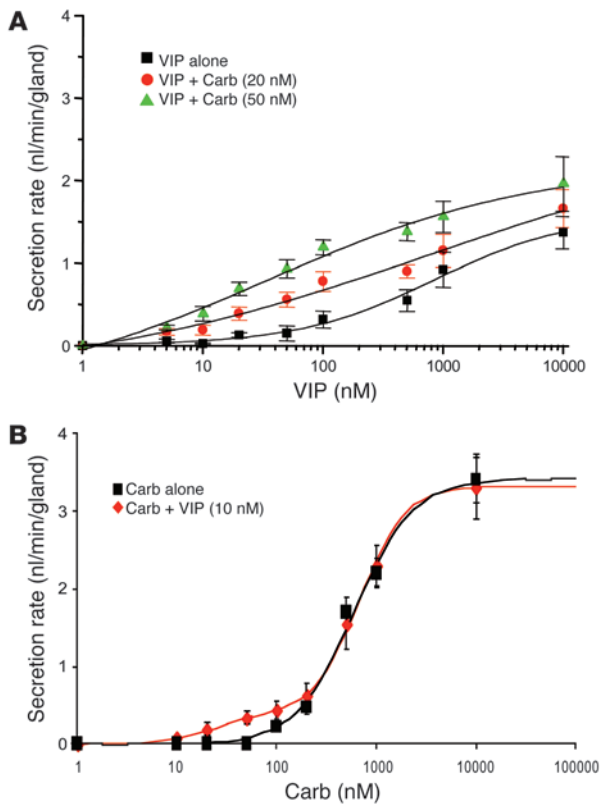 A
4
VIP alone
VIP + Carb (20 nM)
VIP + Carb (50 nM)
3
2
1
0
Secretion rate (nl/min/gland)
1 10 100 1000 10000
VIP (nM)
B
4
Carb alone
Carb + VIP (10 nM)
3
2
1
0
Secretion rate (nl/min/gland)
1 10 100 1000 10000 100000
Carb (nM)